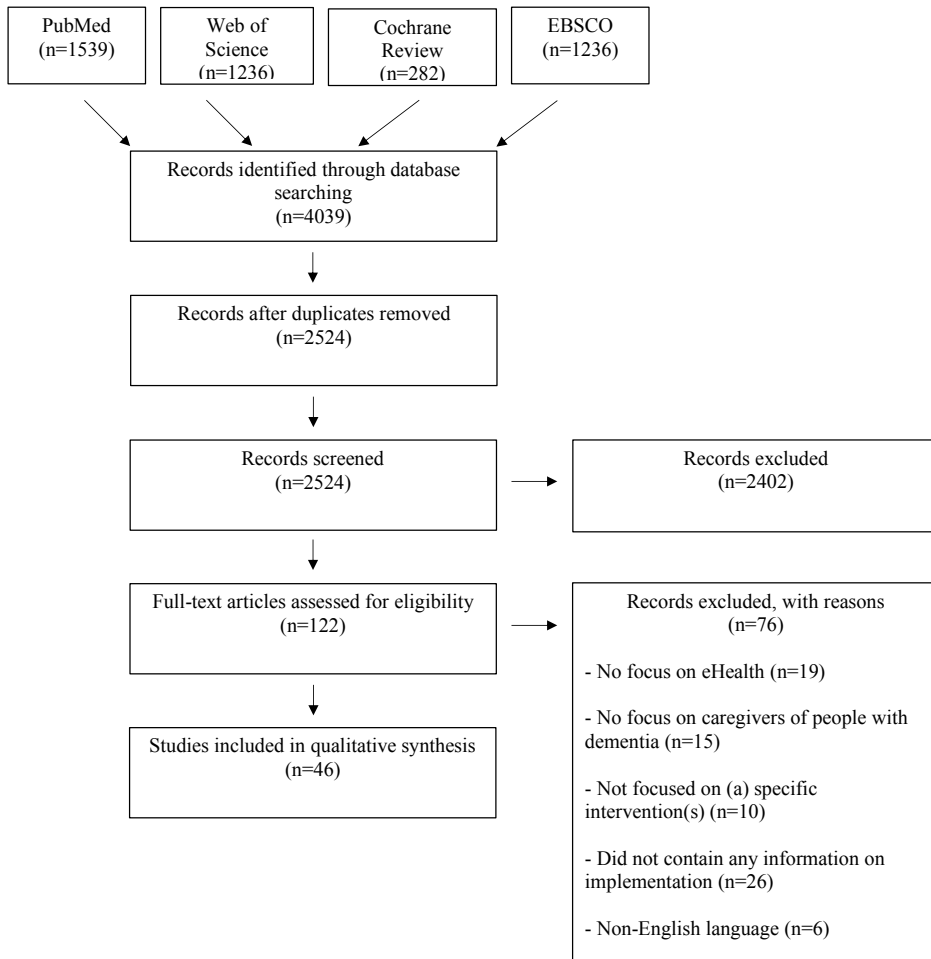 PubMed
(n=1539)
Web of
Science
(n=1236)
Cochrane
Review
(n=282)
EBSCO
(n=1236)
Records identified through database
searching
(n=4039)
Records after duplicates removed
(n=2524)
Records screened
(n=2524)
Records excluded
(n=2402)
Full-text articles assessed for eligibility
(n=122)
Records excluded, with reasons
(n=76)
- No focus on eHealth (n=19)
- No focus on caregivers of people with
dementia (n=15)
- Not focused on (a) specific
intervention(s) (n=10)
- Did not contain any information on
implementation (n=26)
- Non-English language (n=6)
Studies included in qualitative synthesis
(n=46)